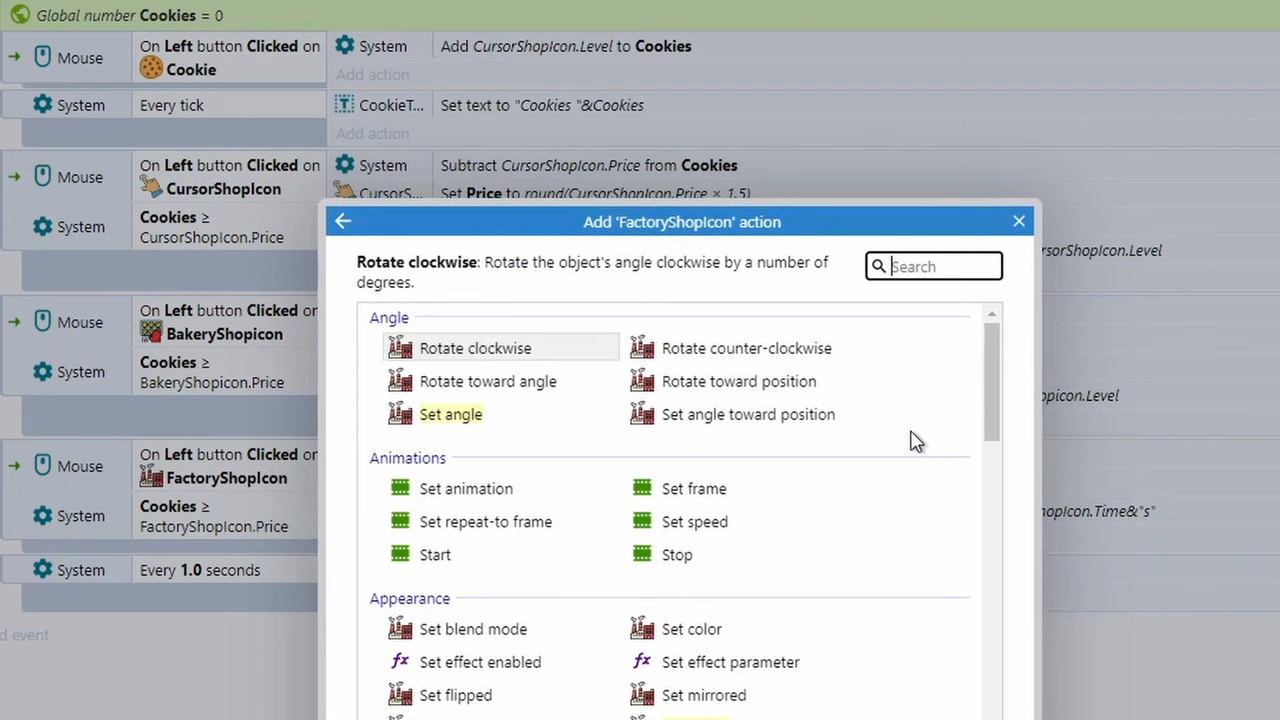 Global number Cookies = 0
Mouse
On Left button Clicked on
Cookie
System
Add CursorShopIcon.Level to Cookies
Add action
System
Every tick
CookieT...
Set text to "Cookies "&Cookies
Add action
Mouse
On Left button Clicked on
CursorShopIcon
System
Subtract CursorShopIcon.Price from Cookies
CursorS...
Set Price to round(CursorShopIcon.Price × 1.5)
System
Cookies ≥
CursorShopIcon.Price
rsorShopIcon.Level
Mouse
On Left button Clicked on
BakeryShopicon
System
Cookies ≥
BakeryShopicon.Price
opicon.Level
Mouse
On Left button Clicked on
FactoryShopIcon
System
Cookies ≥
FactoryShopIcon.Price
hopIcon.Time&"s"
System
Every 1.0 seconds
d event
Add 'FactoryShopIcon' action
Rotate clockwise: Rotate the object's angle clockwise by a number of
degrees.
Search
Angle
Rotate clockwise
Rotate counter-clockwise
Rotate toward angle
Rotate toward position
Set angle
Set angle toward position
Animations
Set animation
Set frame
Set repeat-to frame
Set speed
Start
Stop
Appearance
Set blend mode
Set color
Set effect enabled
Set effect parameter
Set flipped
Set mirrored